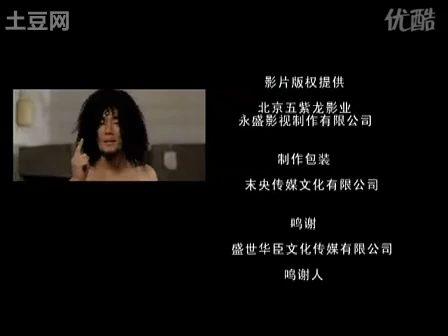 土豆网
优酷
影片版权提供
北京五紫龙影业
永盛影视制作有限公司
制作包装
末央传媒文化有限公司
鸣谢
盛世华臣文化传媒有限公司
鸣谢人